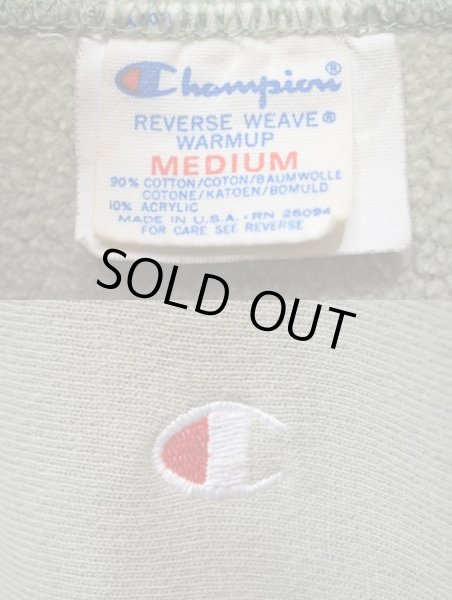 Champion®
REVERSE WEAVE®
WARMUP
MEDIUM
90% COTTON/COTON/BAUMWOLLE
COTONE/KATOEN/BOMULD
10% ACRYLIC
MADE IN U.S.A. RN 26094
FOR CARE SEE REVERSE
SOLD OUT